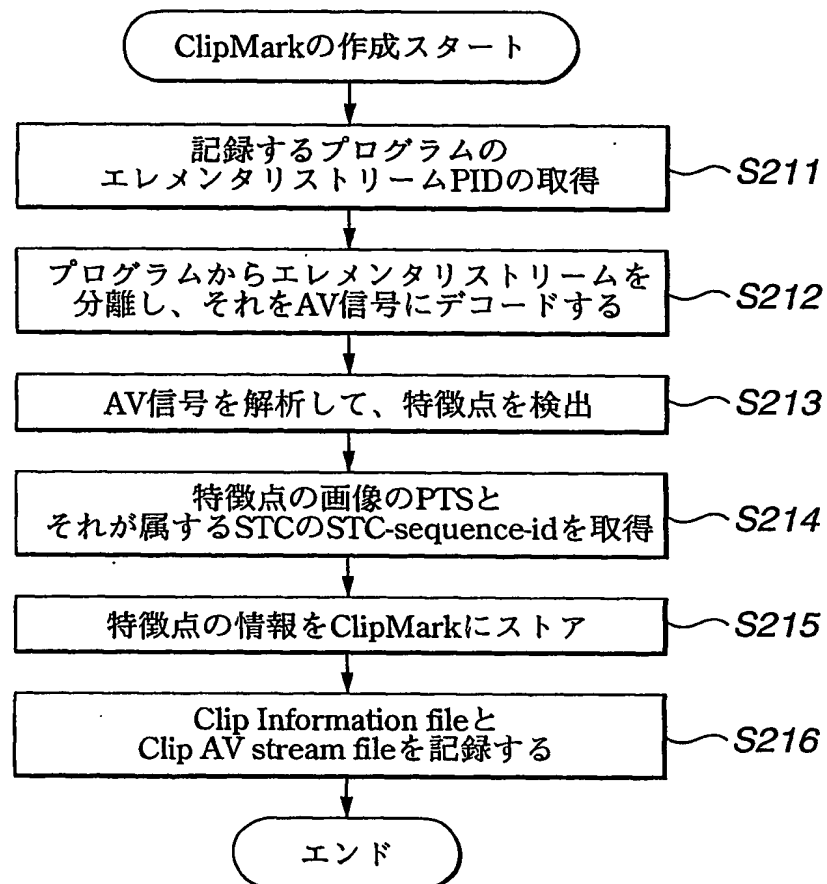 ClipMarkの作成スタート
記録するプログラムの
エレメンタリストリームPIDの取得
S211
プログラムからエレメンタリストリームを
分離し、それをAV信号にデコードする
S212
AV信号を解析して、特徴点を検出
S213
特徴点の画像のPTSと
それが属するSTCのSTC-sequence-idを取得
S214
特徴点の情報をClipMarkにストア
S215
Clip Information fileと
Clip AV stream fileを記録する
S216
エンド